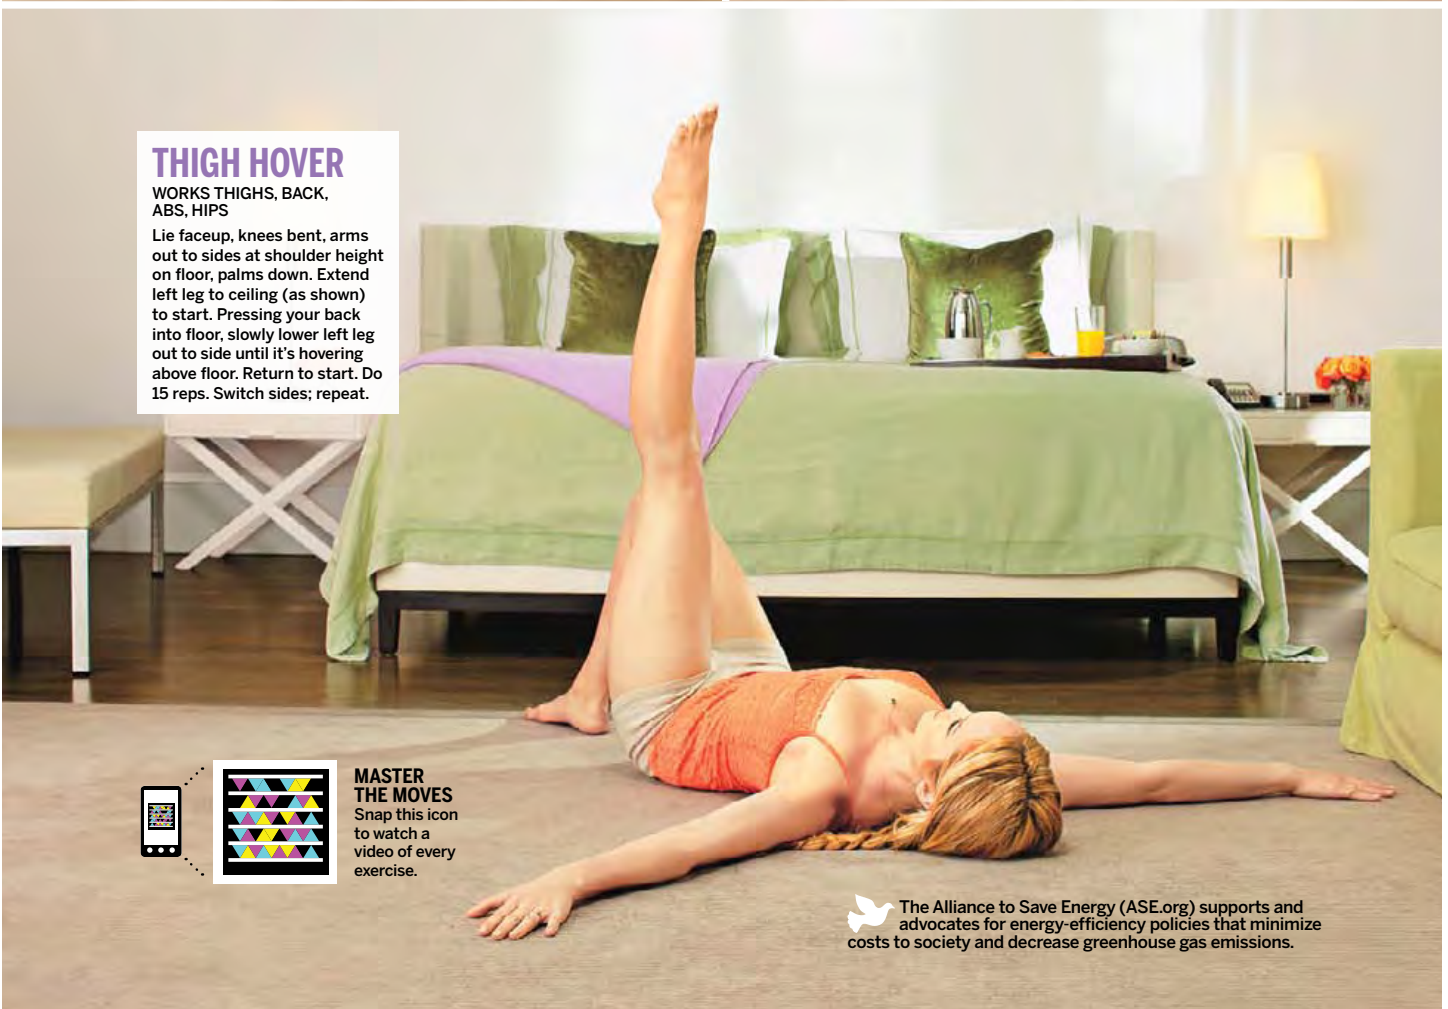 THIGH HOVER
WORKS THIGHS, BACK,
ABS, HIPS
Lie faceup, knees bent, arms
out to sides at shoulder height
on floor, palms down. Extend
left leg to ceiling (as shown)
to start. Pressing your back
into floor, slowly lower left leg
out to side until it's hovering
above floor. Return to start. Do
15 reps. Switch sides; repeat.
MASTER
THE MOVES
Snap this icon
to watch a
video of every
exercise.
The Alliance to Save Energy (ASE.org) supports and
advocates for energy-efficiency policies that minimize
costs to society and decrease greenhouse gas emissions.